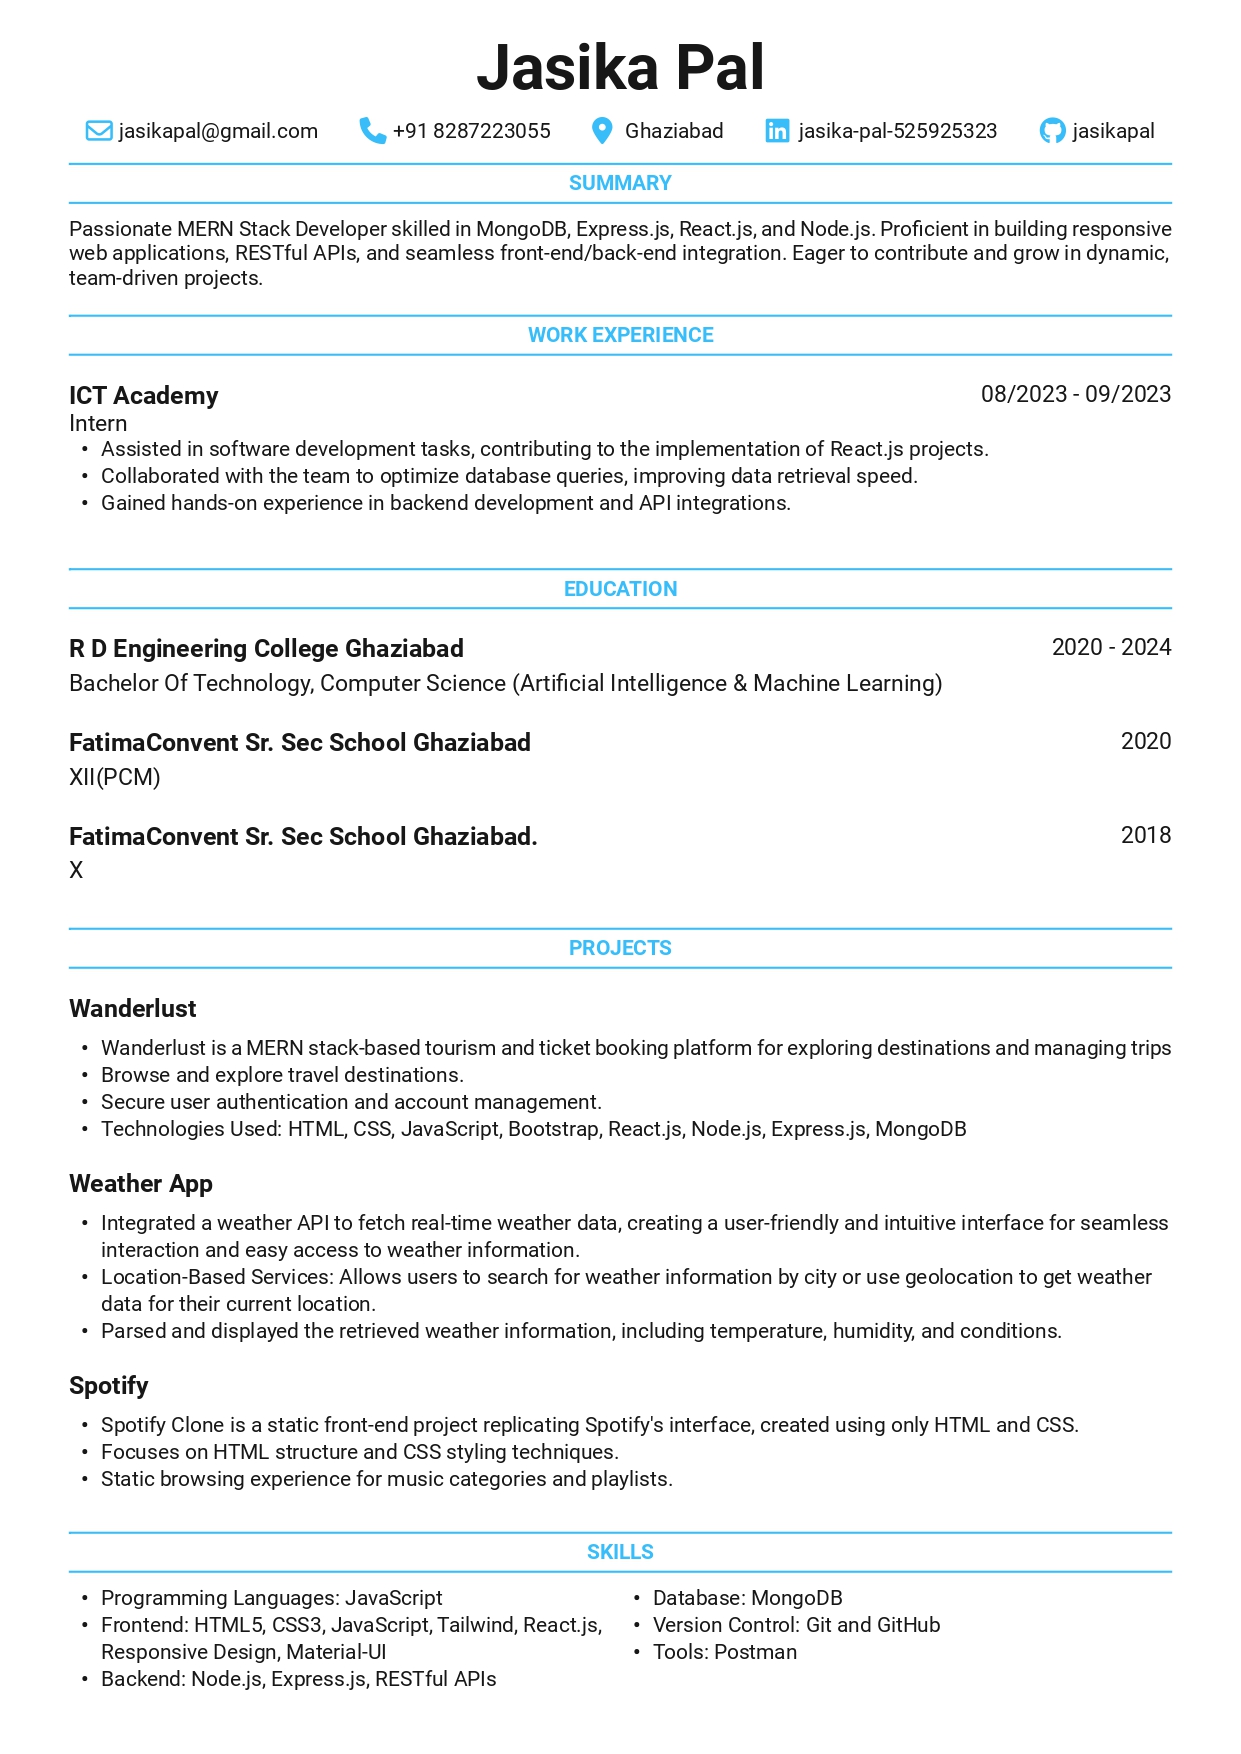 Jasika Pal
jasikapal@gmail.com +91 8287223055 Ghaziabad jasika-pal-525925323 jasikapal
SUMMARY
Passionate MERN Stack Developer skilled in MongoDB, Express.js, React.js, and Node.js. Proficient in building responsive
web applications, RESTful APIs, and seamless front-end/back-end integration. Eager to contribute and grow in dynamic,
team-driven projects.
WORK EXPERIENCE
ICT Academy 08/2023 - 09/2023
Intern
• Assisted in software development tasks, contributing to the implementation of React.js projects.
• Collaborated with the team to optimize database queries, improving data retrieval speed.
• Gained hands-on experience in backend development and API integrations.
EDUCATION
R D Engineering College Ghaziabad 2020 - 2024
Bachelor Of Technology, Computer Science (Artificial Intelligence & Machine Learning)
FatimaConvent Sr. Sec School Ghaziabad 2020
XII(PCM)
FatimaConvent Sr. Sec School Ghaziabad. 2018
X
PROJECTS
Wanderlust
• Wanderlust is a MERN stack-based tourism and ticket booking platform for exploring destinations and managing trips
• Browse and explore travel destinations.
• Secure user authentication and account management.
• Technologies Used: HTML, CSS, JavaScript, Bootstrap, React.js, Node.js, Express.js, MongoDB
Weather App
• Integrated a weather API to fetch real-time weather data, creating a user-friendly and intuitive interface for seamless
interaction and easy access to weather information.
• Location-Based Services: Allows users to search for weather information by city or use geolocation to get weather
data for their current location.
• Parsed and displayed the retrieved weather information, including temperature, humidity, and conditions.
Spotify
• Spotify Clone is a static front-end project replicating Spotify's interface, created using only HTML and CSS.
• Focuses on HTML structure and CSS styling techniques.
• Static browsing experience for music categories and playlists.
SKILLS
• Programming Languages: JavaScript
• Frontend: HTML5, CSS3, JavaScript, Tailwind, React.js,
Responsive Design, Material-UI
• Backend: Node.js, Express.js, RESTful APIs
• Database: MongoDB
• Version Control: Git and GitHub
• Tools: Postman